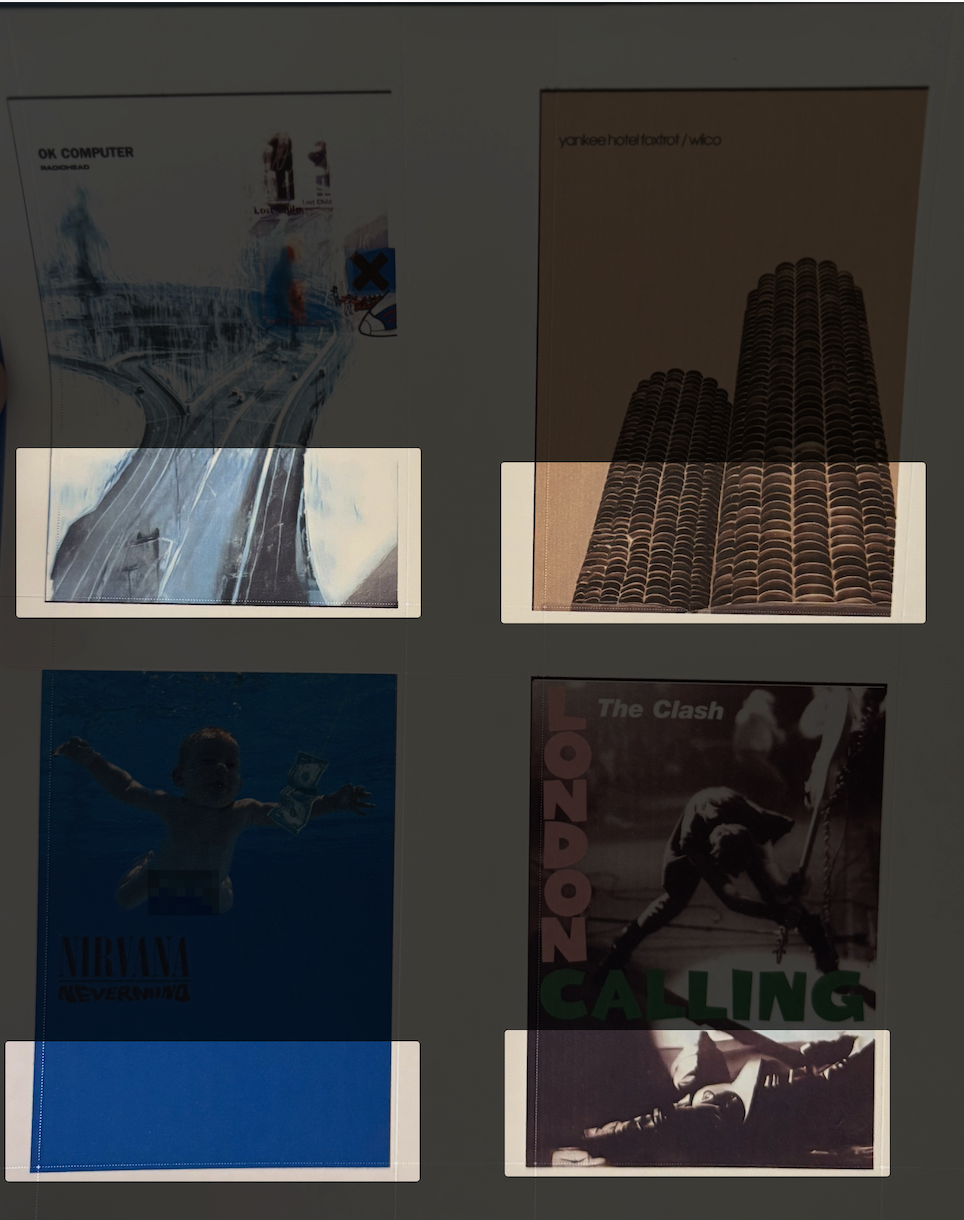 OK COMPUTER
RADIOHEAD
Lost Child
yankee hotel foxtrot / wilco
NIRVANA
NEVERMIND
The Clash
LONDON
CALLING